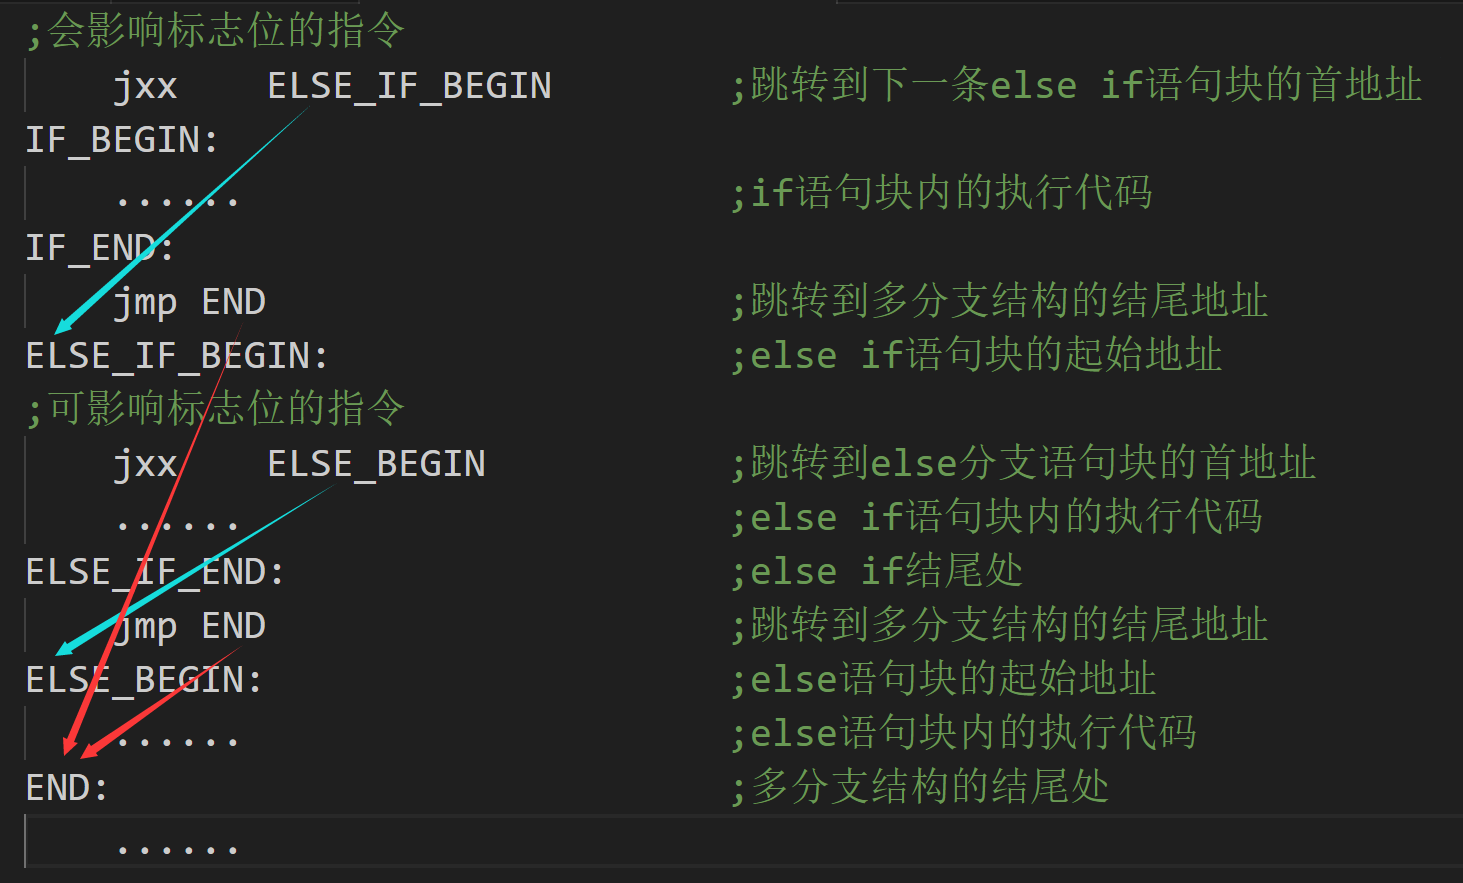 ;会影响标志位的指令
jxx ELSE_IF_BEGIN ;跳转到下一条else if语句块的首地址
IF_BEGIN:
...... ;if语句块内的执行代码
IF_END:
jmp END ;跳转到多分支结构的结尾地址
ELSE_IF_BEGIN: ;else if语句块的起始地址
;可影响标志位的指令
jxx ELSE_BEGIN ;跳转到else分支语句块的首地址
...... ;else if语句块内的执行代码
ELSE_IF_END: ;else if结尾处
jmp END ;跳转到多分支结构的结尾地址
ELSE_BEGIN: ;else语句块的起始地址
...... ;else语句块内的执行代码
END: ;多分支结构的结尾处
......